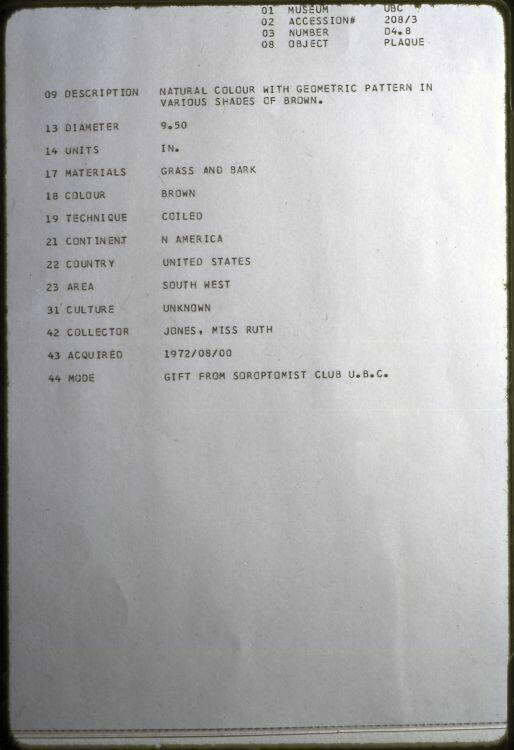 01 MUSEUM UBC
02 ACCESSION# 208/3
03 NUMBER D4.8
08 OBJECT PLAQUE
09 DESCRIPTION NATURAL COLOUR WITH GEOMETRIC PATTERN IN
VARIOUS SHADES OF BROWN.
13 DIAMETER 9.50
14 UNITS IN.
17 MATERIALS GRASS AND BARK
18 COLOUR BROWN
19 TECHNIQUE COILED
21 CONTINENT N AMERICA
22 COUNTRY UNITED STATES
23 AREA SOUTH WEST
31 CULTURE UNKNOWN
42 COLLECTOR JONES, MISS RUTH
43 ACQUIRED 1972/08/00
44 MODE GIFT FROM SOROPTOMIST CLUB U.B.C.